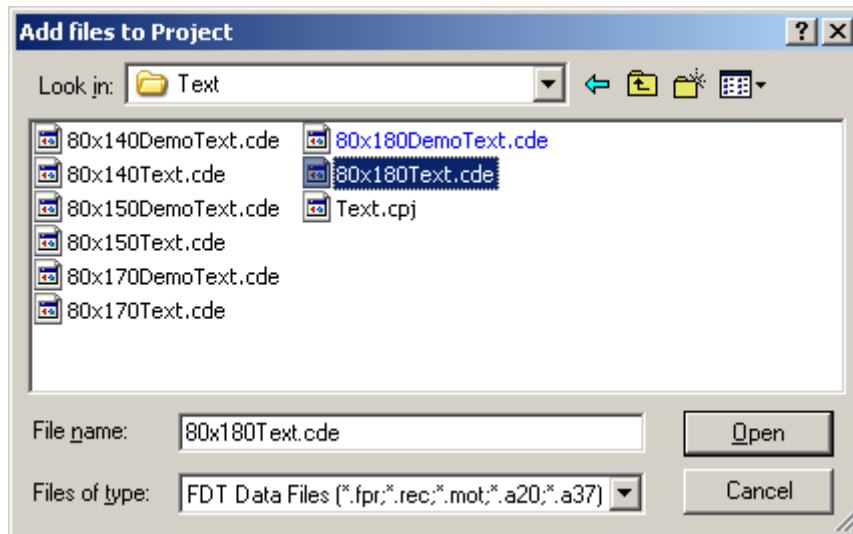 Add files to Project
Look in: Text
80x140DemoText.cde
80x140Text.cde
80x150DemoText.cde
80x150Text.cde
80x170DemoText.cde
80x170Text.cde
80x180DemoText.cde
80x180Text.cde
Text.cpj
File name: 80x180Text.cde
Open
Files of type: FDT Data Files (*.fpr;*.rec;*.mot;*.a20;*.a37)
Cancel